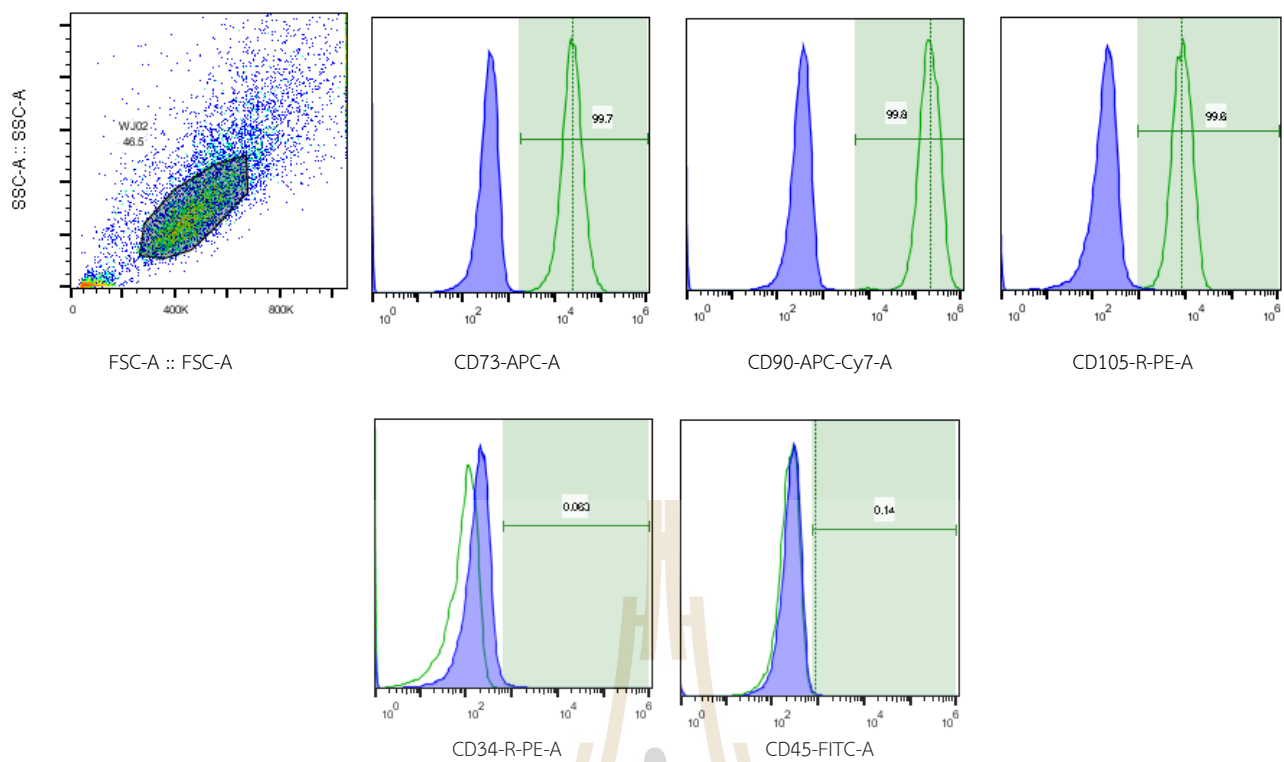 SSC-A :: SSC-A
WJ02
46.5
0 400K 800K
FSC-A :: FSC-A
99.7
10^0 10^2 10^4 10^6
CD73-APC-A
99.8
10^0 10^2 10^4 10^6
CD90-APC-Cy7-A
99.6
10^0 10^2 10^4 10^6
CD105-R-PE-A
0.063
10^0 10^2 10^4 10^6
CD34-R-PE-A
0.14
10^0 10^2 10^4 10^6
CD45-FITC-A